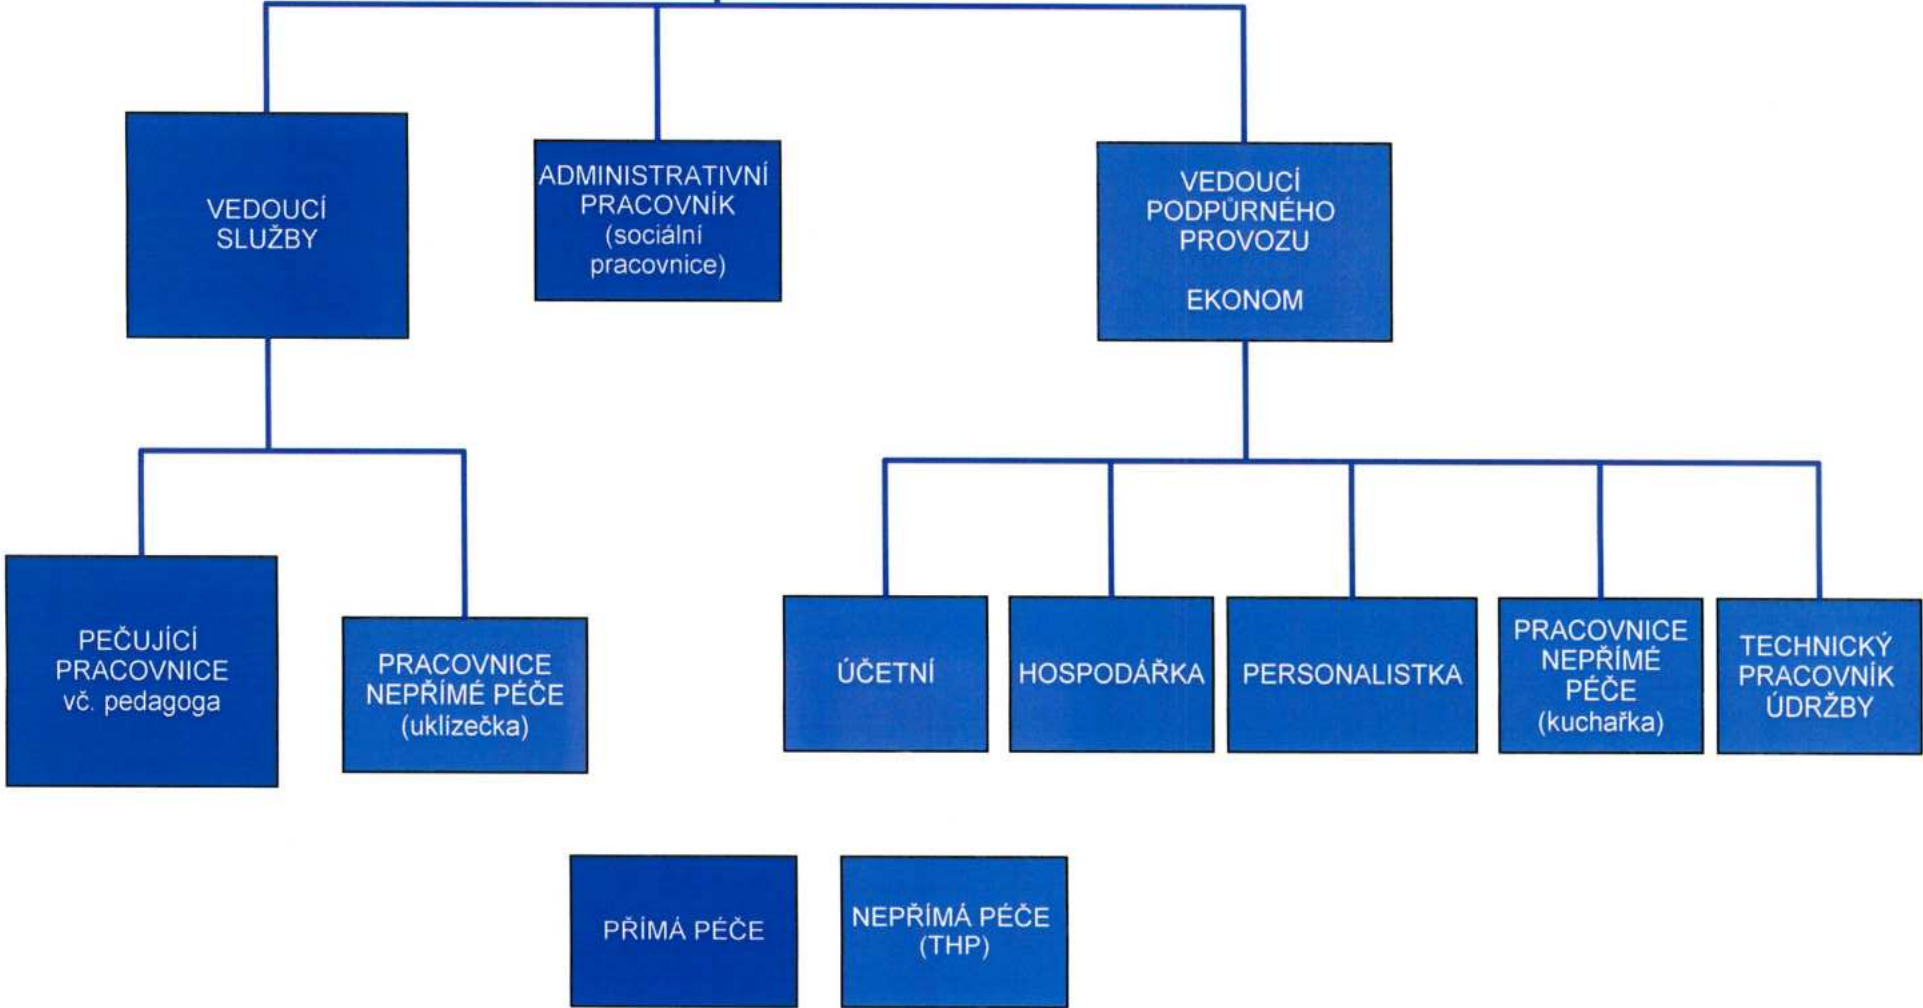 VEDOUCÍ
SLUŽBY
ADMINISTRATIVNÍ
PRACOVNÍK
(sociální
pracovnice)
VEDOUCÍ
PODPŮRNÉHO
PROVOZU
EKONOM
PEČUJÍCÍ
PRACOVNICE
vč. pedagoga
PRACOVNICE
NEPŘÍMÉ PÉČE
(uklízečka)
ÚČETNÍ
HOSPODÁŘKA
PERSONALISTKA
PRACOVNICE
NEPŘÍMÉ
PÉČE
(kuchařka)
TECHNICKÝ
PRACOVNÍK
ÚDRŽBY
PŘÍMÁ PÉČE
NEPŘÍMÁ PÉČE
(THP)